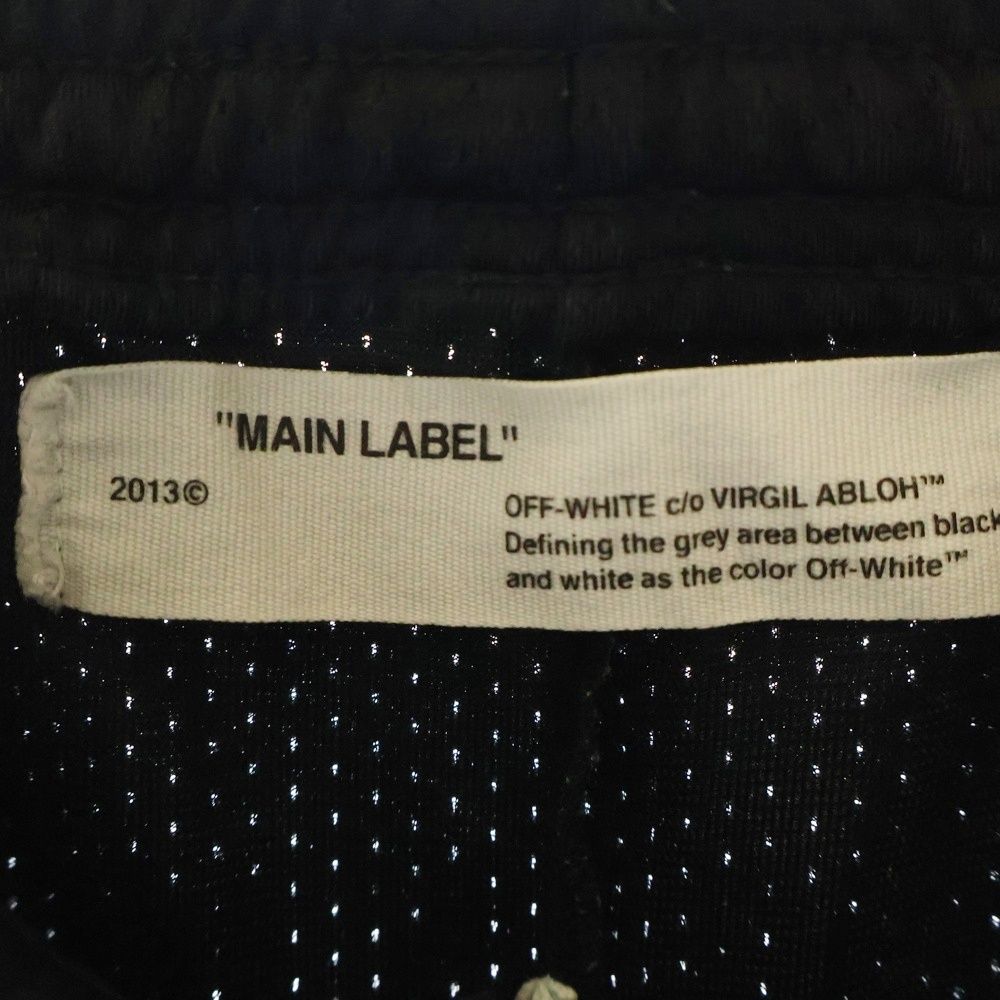 "MAIN LABEL"
2013©
OFF-WHITE c/o VIRGIL ABLOH™
Defining the grey area between black
and white as the color Off-White™